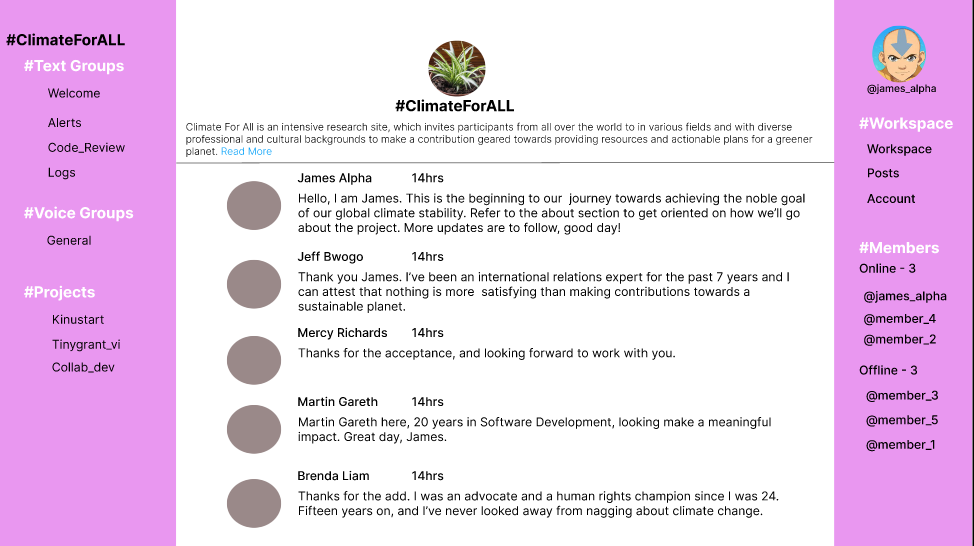 #ClimateForALL
#Text Groups
Welcome
Alerts
Code_Review
Logs
#Voice Groups
General
#Projects
Kinustart
Tinygrant_vi
Collab_dev
#ClimateForALL
Climate For All is an intensive research site, which invites participants from all over the world to in various fields and with diverse
professional and cultural backgrounds to make a contribution geared towards providing resources and actionable plans for a greener
planet. Read More
James Alpha 14hrs
Hello, I am James. This is the beginning to our journey towards achieving the noble goal
of our global climate stability. Refer to the about section to get oriented on how we’ll go
about the project. More updates are to follow, good day!
Jeff Bwogo 14hrs
Thank you James. I’ve been an international relations expert for the past 7 years and I
can attest that nothing is more satisfying than making contributions towards a
sustainable planet.
Mercy Richards 14hrs
Thanks for the acceptance, and looking forward to work with you.
Martin Gareth 14hrs
Martin Gareth here, 20 years in Software Development, looking make a meaningful
impact. Great day, James.
Brenda Liam 14hrs
Thanks for the add. I was an advocate and a human rights champion since I was 24.
Fifteen years on, and I’ve never looked away from nagging about climate change.
@james_alpha
#Workspace
Workspace
Posts
Account
#Members
Online - 3
@james_alpha
@member_4
@member_2
Offline - 3
@member_3
@member_5
@member_1